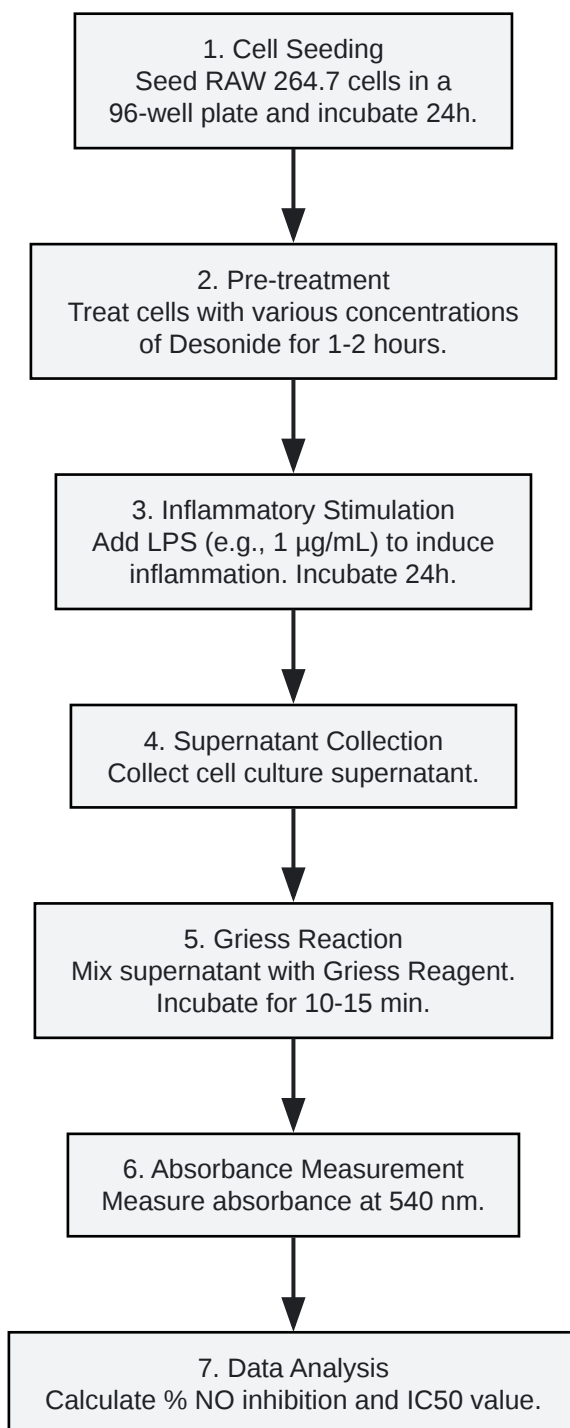 1. Cell Seeding
Seed RAW 264.7 cells in a
96-well plate and incubate 24h.
2. Pre-treatment
Treat cells with various concentrations
of Desonide for 1-2 hours.
3. Inflammatory Stimulation
Add LPS (e.g., 1 µg/mL) to induce
inflammation. Incubate 24h.
4. Supernatant Collection
Collect cell culture supernatant.
5. Griess Reaction
Mix supernatant with Griess Reagent.
Incubate for 10-15 min.
6. Absorbance Measurement
Measure absorbance at 540 nm.
7. Data Analysis
Calculate % NO inhibition and IC50 value.